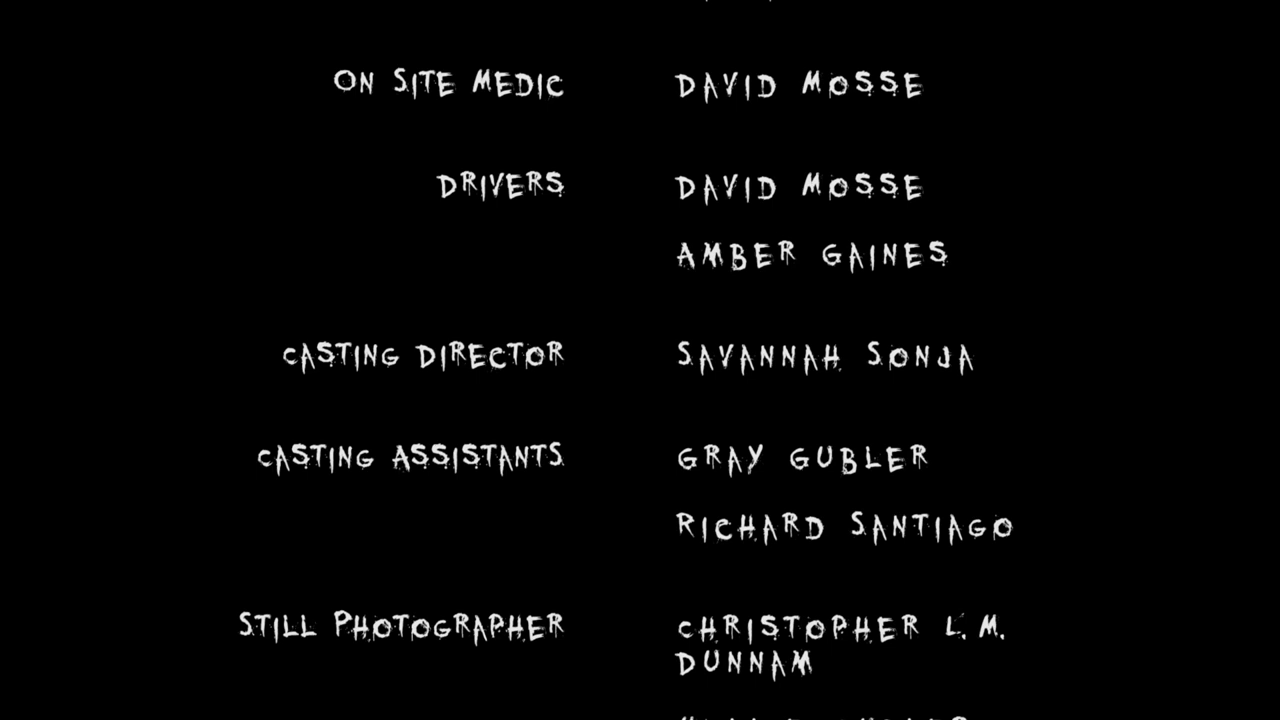 ON SITE MEDIC DAVID MOSSE
DRIVERS DAVID MOSSE
AMBER GAINES
CASTING DIRECTOR SAVANNAH SONJA
CASTING ASSISTANTS GRAY GUBLER
RICHARD SANTIAGO
STILL PHOTOGRAPHER CHRISTOPHER L. M.
DUNNAM